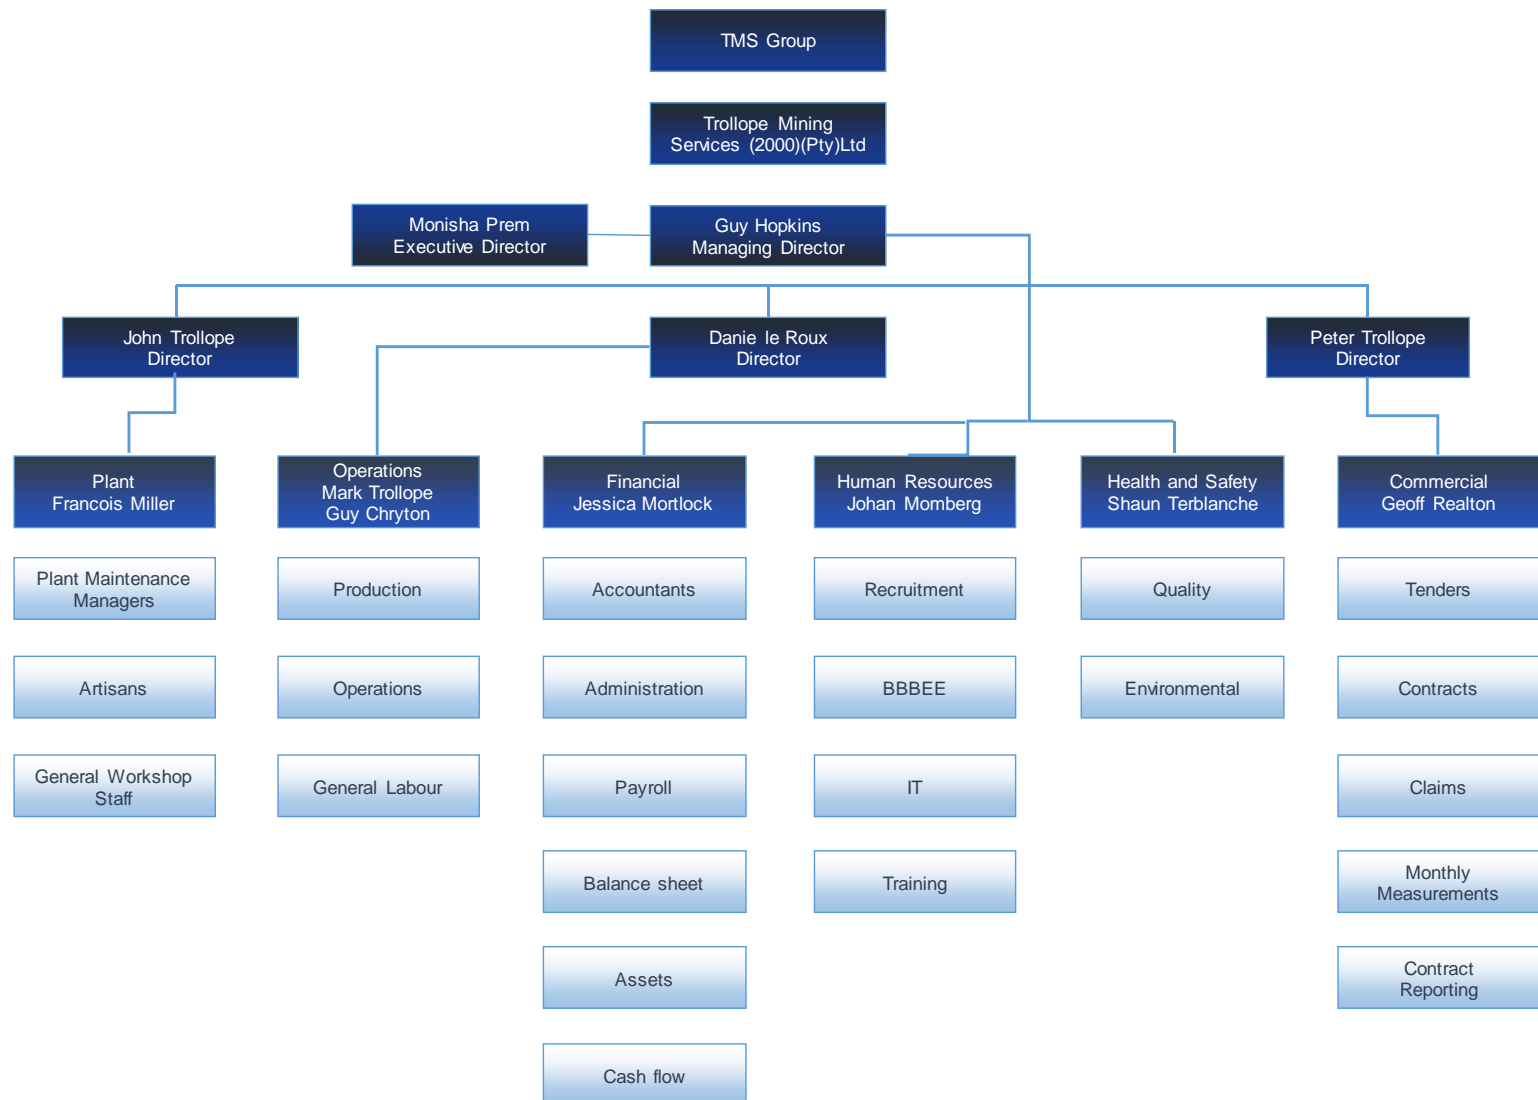 TMS Group
Trollope Mining
Services (2000)(Pty)Ltd
Monisha Prem
Executive Director
Guy Hopkins
Managing Director
John Trollope
Director
Danie le Roux
Director
Peter Trollope
Director
Plant
Francois Miller
Operations
Mark Trollope
Guy Chryton
Financial
Jessica Mortlock
Human Resources
Johan Momberg
Health and Safety
Shaun Terblanche
Commercial
Geoff Realton
Plant Maintenance
Managers
Production
Accountants
Recruitment
Quality
Tenders
Artisans
Operations
Administration
BBBEE
Environmental
Contracts
General Workshop
Staff
General Labour
Payroll
IT
Claims
Balance sheet
Training
Monthly
Measurements
Assets
Contract
Reporting
Cash flow